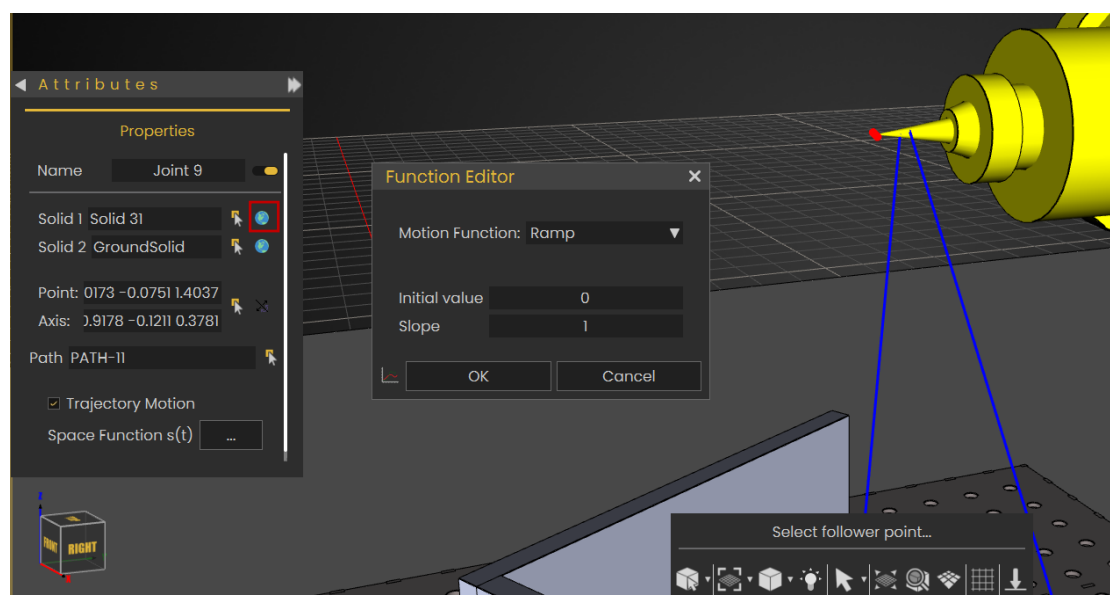 Attributes
Properties
Name Joint 9
Solid 1 Solid 31
Solid 2 GroundSolid
Point: 0173 -0.0751 1.4037
Axis: 0.9178 -0.1211 0.3781
Path PATH-11
Trajectory Motion
Space Function s(t) ...
Function Editor
Motion Function: Ramp
Initial value 0
Slope 1
OK Cancel
FRONT RIGHT
Select follower point...